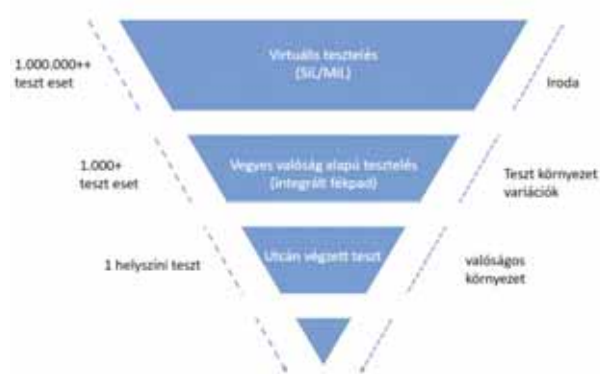 Virtuális tesztelés
(SiL/MiL)
1.000.000++
teszt eset
Iroda
Vegyes valóság alapú tesztelés
(integrált fékpad)
1.000+
teszt eset
Teszt környezet
variációk
Utcán végzett teszt
1 helyszíni teszt
valóságos
környezet